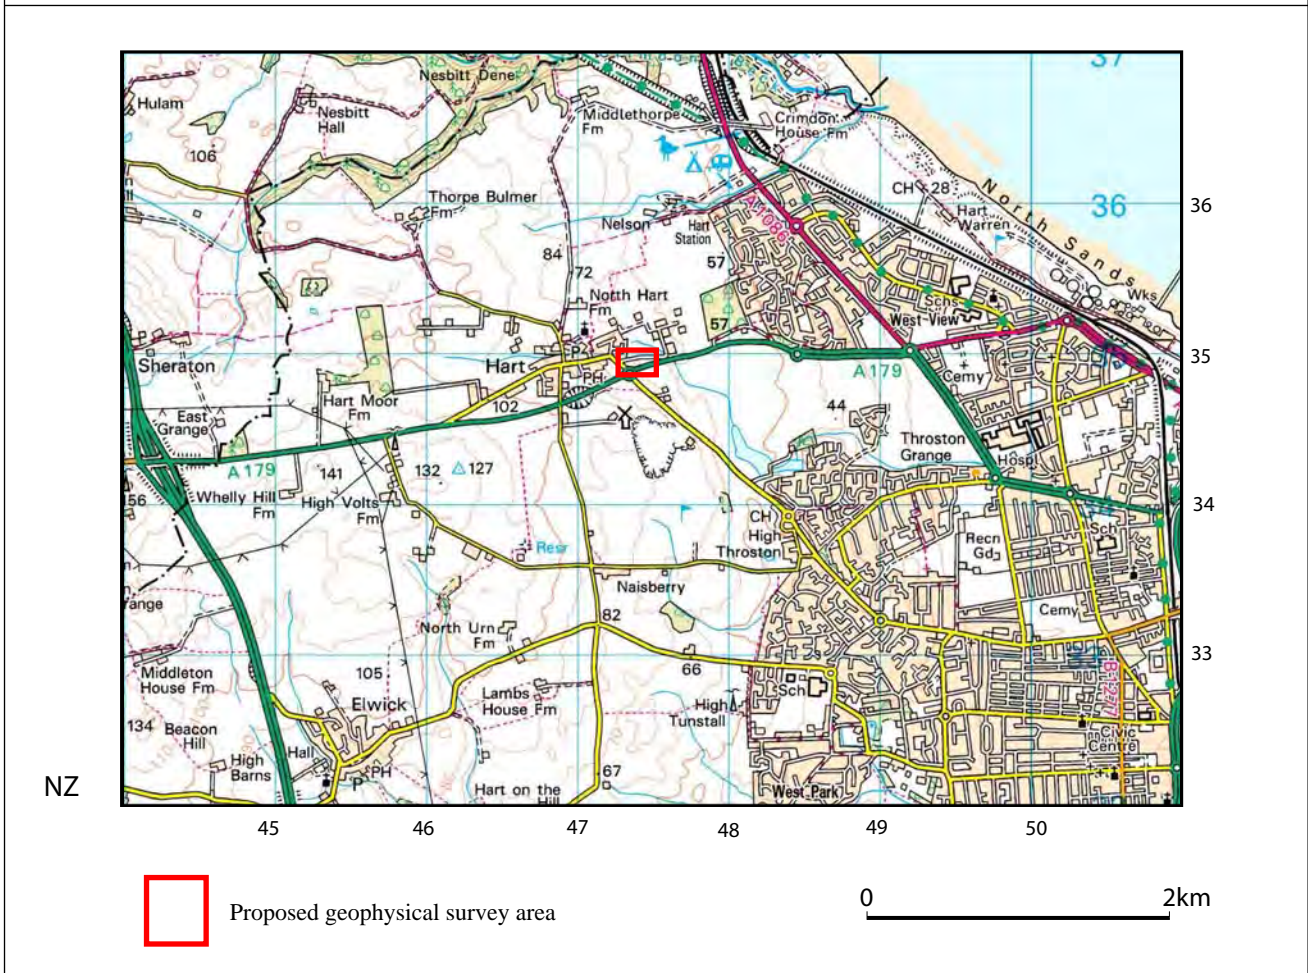 37
Nesbitt Dene
Hulam
Nesbitt
Hall
Middlethorpe
Fm
Crimdon
House Fm
106
CH
28
North Sands
Thorpe Bulmer
Fm
Nelson
Hart
Station
A1086
Hart
Warren
36
36
84
72
57
North Hart
Fm
57
Schs
West View
Wks
Sheraton
Hart
P
PH
A179
Cemy
35
Hart Moor
Fm
102
East
Grange
44
Throston
Grange
Hospl
A179
141
132
127
Whelly Hill
Fm
High Volts
Fm
156
34
CH
High
Throston
Recn
Gd
Sch
Resr
Naisberry
Cemy
range
North Urn
Fm
82
Middleton
House Fm
105
66
33
B1277
Elwick
Lambs
House Fm
Sch
High
Tunstall
134
Beacon
Hill
Hall
High
Barns
PH
P
Civic
Centre
67
Hart on the
Hill
West Park
NZ
45
46
47
48
49
50
Proposed geophysical survey area
0
2km